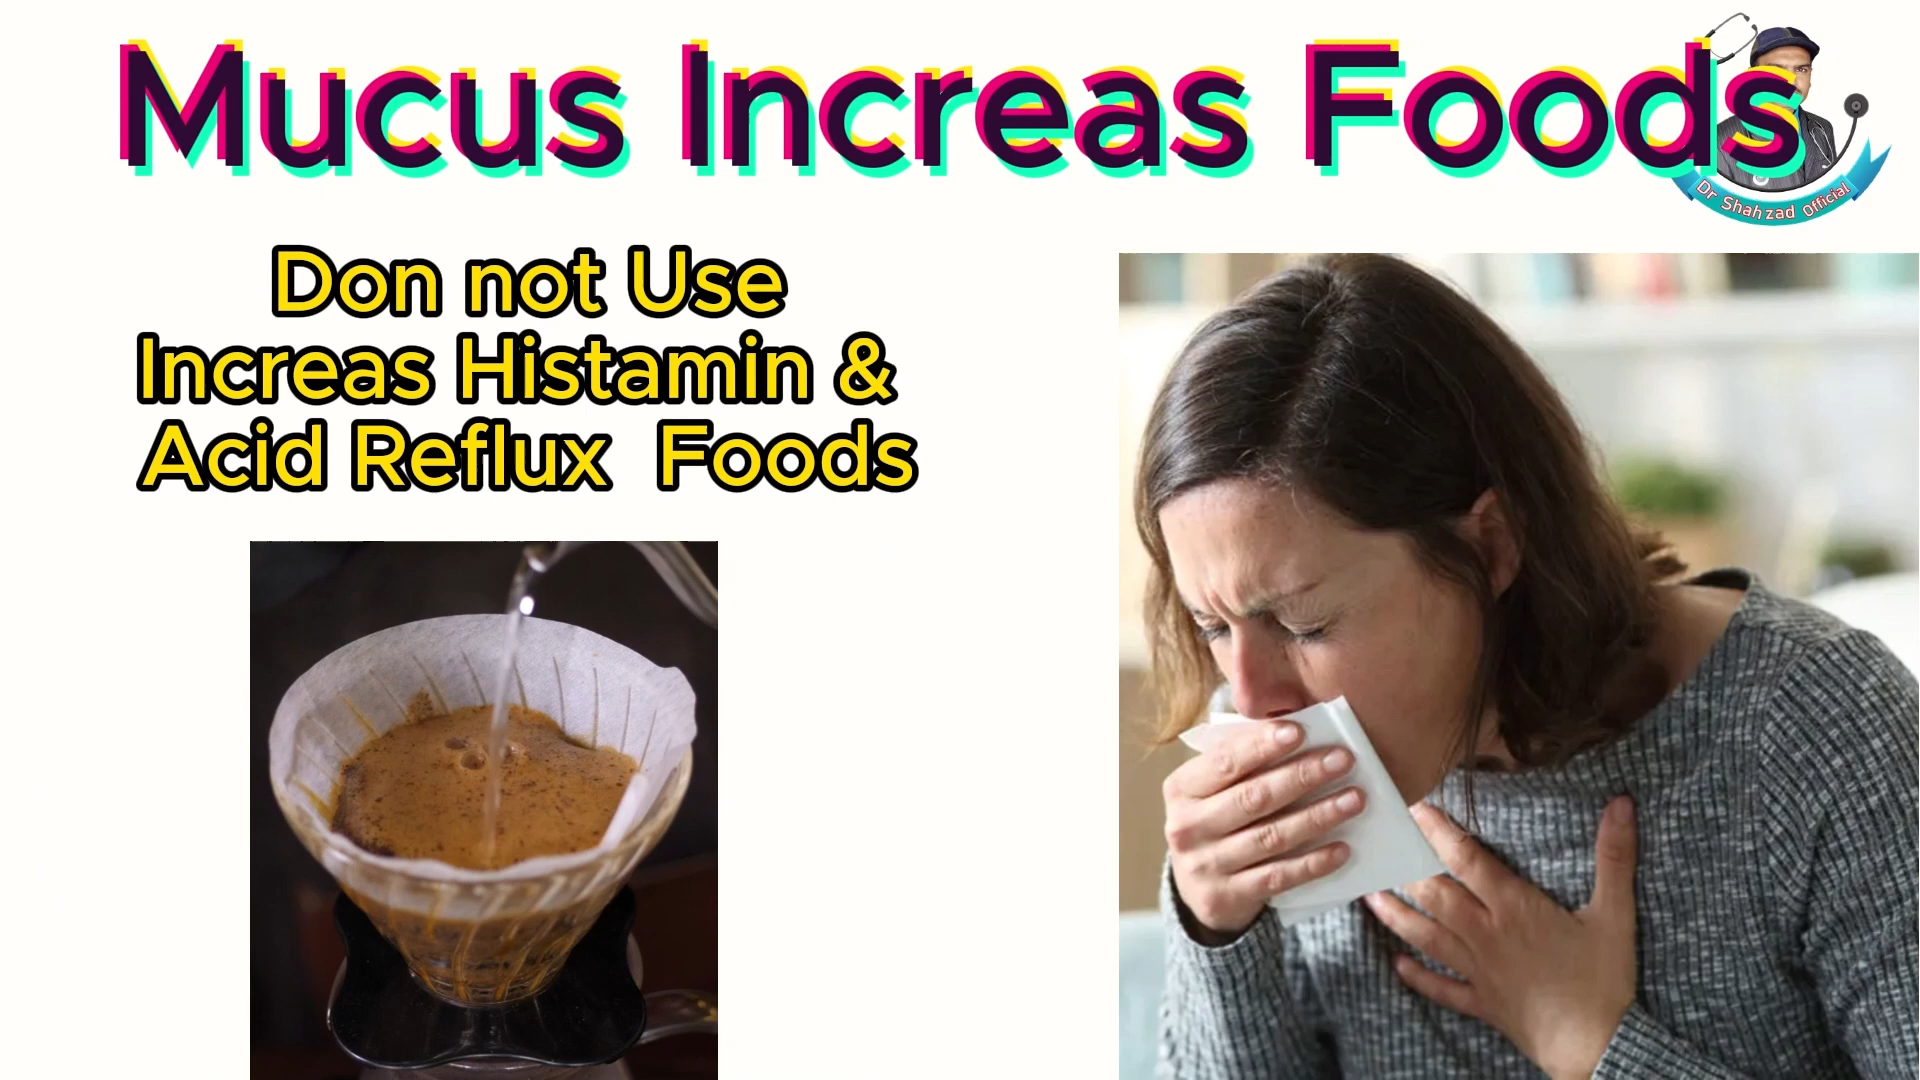 Mucus Increas Foods
Dr Shahzad Official
Don not Use
Increas Histamin &
Acid Reflux Foods